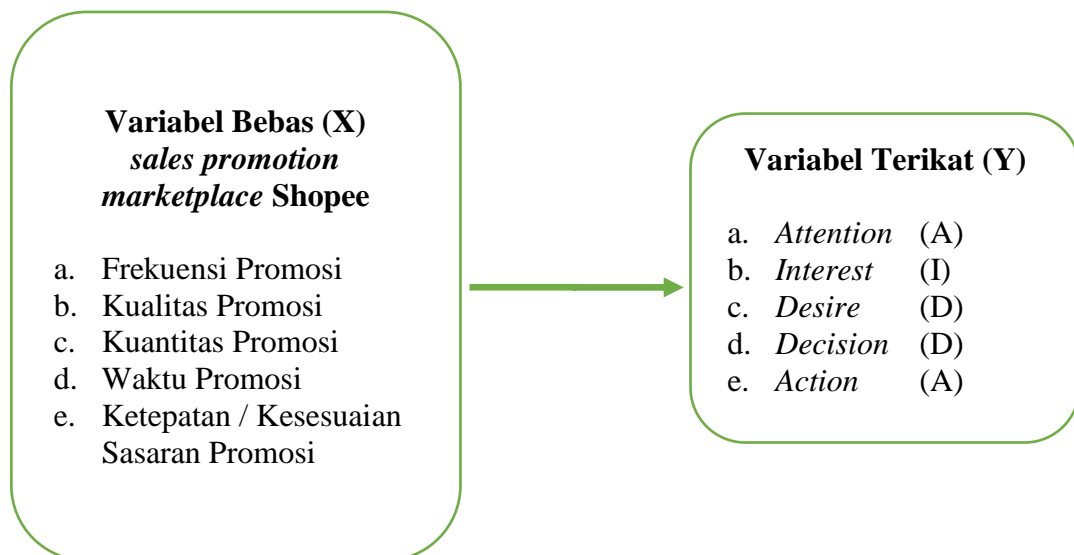 Variabel Bebas (X)
sales promotion
marketplace Shopee
a. Frekuensi Promosi
b. Kualitas Promosi
c. Kuantitas Promosi
d. Waktu Promosi
e. Ketepatan / Kesesuaian
Sasaran Promosi
Variabel Terikat (Y)
a. Attention (A)
b. Interest (I)
c. Desire (D)
d. Decision (D)
e. Action (A)